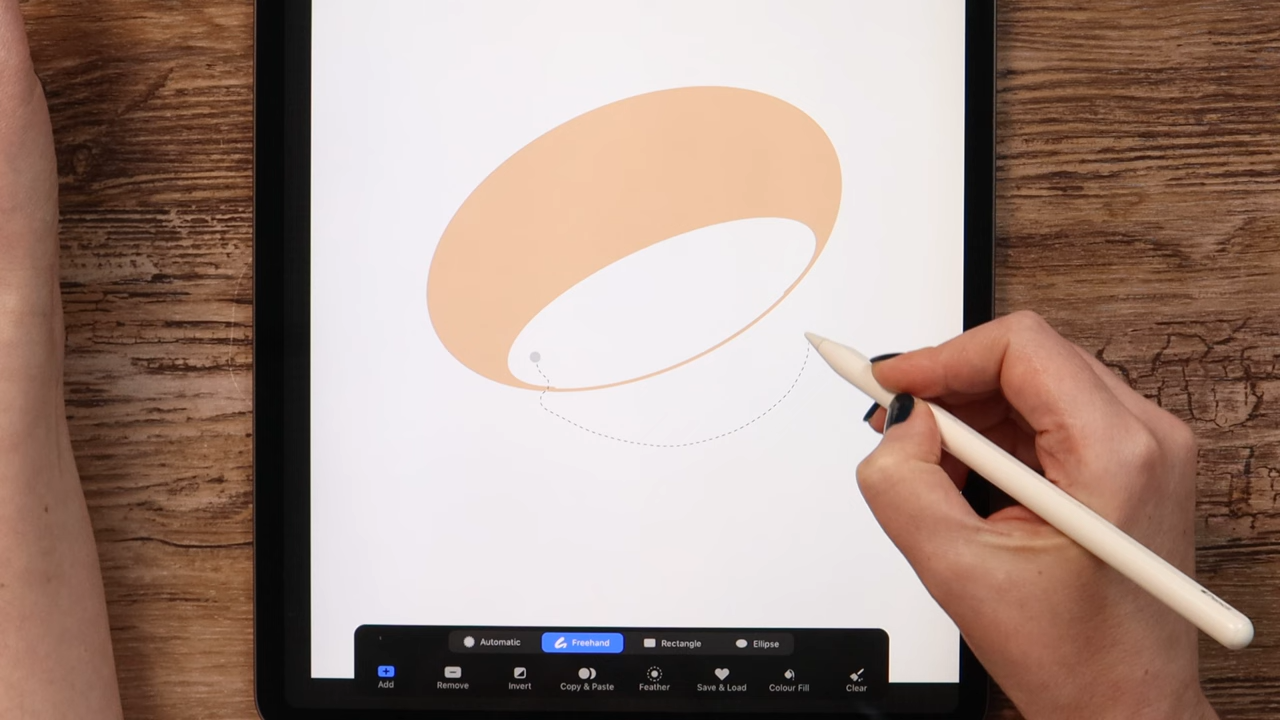 Automatic Freehand Rectangle Ellipse
Add Remove Invert Copy & Paste Feather Save & Load Colour Fill Clear